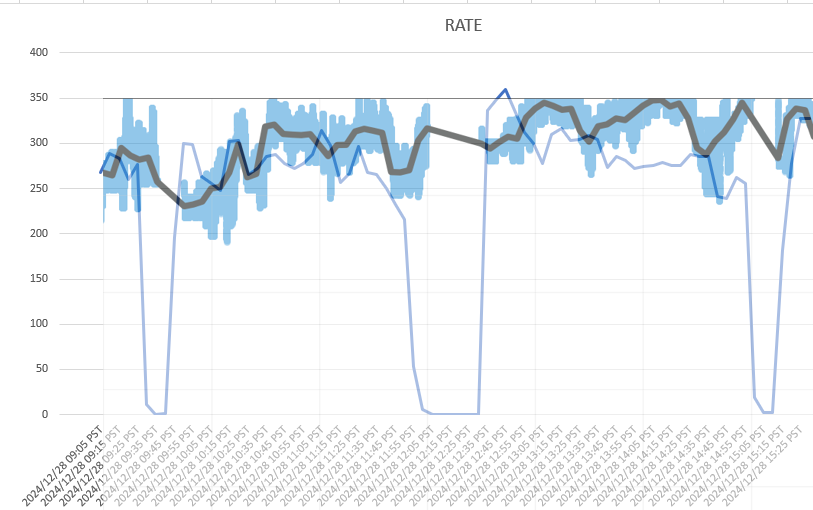 RATE
400
350
300
250
200
150
100
50
0
2024/12/28 09:05 PST
2024/12/28 09:15 PST
2024/12/28 09:25 PST
2024/12/28 09:35 PST
2024/12/28 09:45 PST
2024/12/28 09:55 PST
2024/12/28 10:05 PST
2024/12/28 10:15 PST
2024/12/28 10:25 PST
2024/12/28 10:35 PST
2024/12/28 10:45 PST
2024/12/28 10:55 PST
2024/12/28 11:05 PST
2024/12/28 11:15 PST
2024/12/28 11:25 PST
2024/12/28 11:35 PST
2024/12/28 11:45 PST
2024/12/28 12:05 PST
2024/12/28 12:15 PST
2024/12/28 12:25 PST
2024/12/28 12:35 PST
2024/12/28 12:45 PST
2024/12/28 12:55 PST
2024/12/28 13:05 PST
2024/12/28 13:15 PST
2024/12/28 13:25 PST
2024/12/28 13:35 PST
2024/12/28 13:45 PST
2024/12/28 13:55 PST
2024/12/28 14:05 PST
2024/12/28 14:15 PST
2024/12/28 14:25 PST
2024/12/28 14:35 PST
2024/12/28 14:45 PST
2024/12/28 14:55 PST
2024/12/28 15:05 PST
2024/12/28 15:15 PST
2024/12/28 15:25 PST